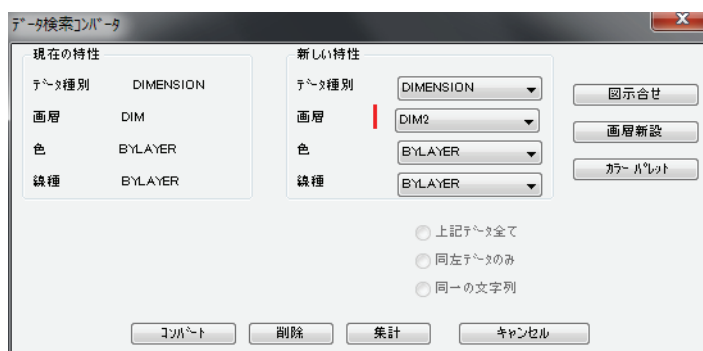 ﾃﾞｰﾀ検索ｺﾝﾊﾞｰﾀ
現在の特性
ﾃﾞｰﾀ種別 DIMENSION
画層 DIM
色 BYLAYER
線種 BYLAYER
新しい特性
ﾃﾞｰﾀ種別 DIMENSION
画層 DIM2
色 BYLAYER
線種 BYLAYER
図示合せ
画層新設
ｶﾗｰ ﾊﾟﾚｯﾄ
上記ﾃﾞｰﾀ全て
同左ﾃﾞｰﾀのみ
同一の文字列
ｺﾝﾊﾞｰﾄ 削除 集計 キャンセル